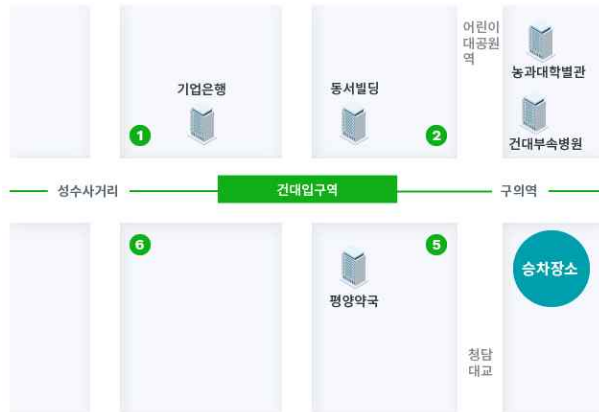 어린이
대공원
역
농과대학별관
기업은행
동서빌딩
1
2
건대부속병원
성수사거리
건대입구역
구의역
6
5
승차장소
평양약국
청담
대교